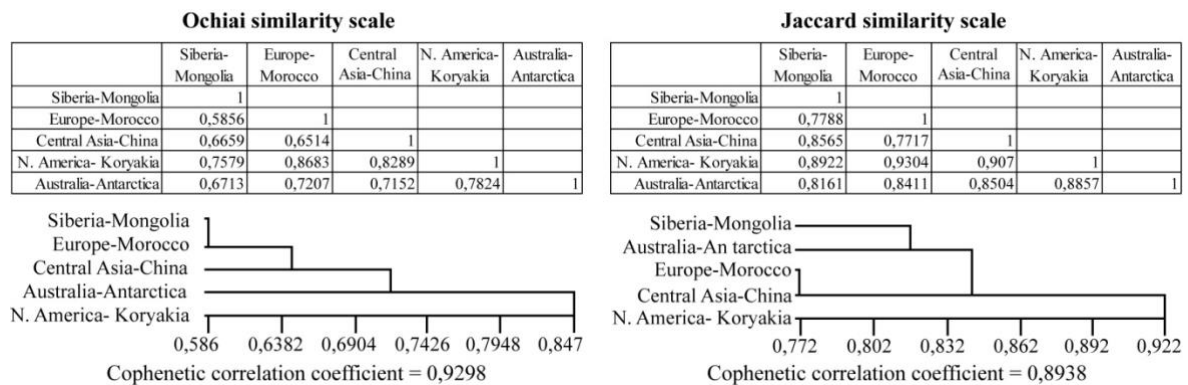 Ochiai similarity scale
Siberia-Mongolia Europe-Morocco Central Asia-China N. America-Koryakia Australia-Antarctica
Siberia-Mongolia 1
Europe-Morocco 0,5856 1
Central Asia-China 0,6659 0,6514 1
N. America- Koryakia 0,7579 0,8683 0,8289 1
Australia-Antarctica 0,6713 0,7207 0,7152 0,7824 1
Siberia-Mongolia
Europe-Morocco
Central Asia-China
Australia-Antarctica
N. America- Koryakia
0,586 0,6382 0,6904 0,7426 0,7948 0,847
Cophenetic correlation coefficient = 0,9298
Jaccard similarity scale
Siberia-Mongolia Europe-Morocco Central Asia-China N. America-Koryakia Australia-Antarctica
Siberia-Mongolia 1
Europe-Morocco 0,7788 1
Central Asia-China 0,8565 0,7717 1
N. America- Koryakia 0,8922 0,9304 0,907 1
Australia-Antarctica 0,8161 0,8411 0,8504 0,8857 1
Siberia-Mongolia
Australia-An tarctica
Europe-Morocco
Central Asia-China
N. America- Koryakia
0,772 0,802 0,832 0,862 0,892 0,922
Cophenetic correlation coefficient = 0,8938